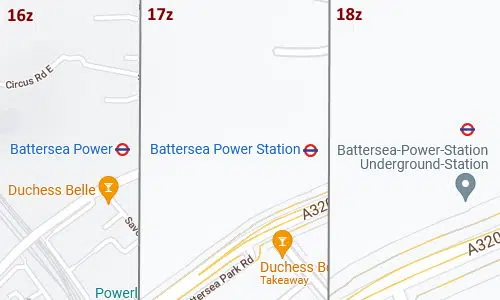 16z
Circus Rd E
Battersea Power
Duchess Belle
Powerl
17z
Battersea Power Station
A320
ttersea Park Rd
Duchess Be
Takeaway
18z
Battersea-Power-Station
Underground-Station
A320